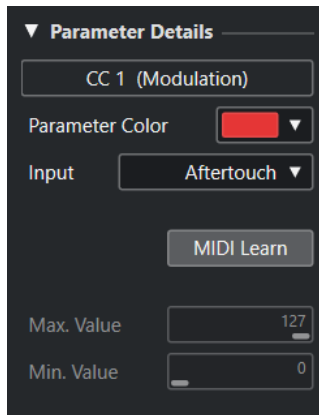 ▼ Parameter Details
CC 1 (Modulation)
Parameter Color ▼
Input Aftertouch ▼
MIDI Learn
Max. Value 127
Min. Value 0